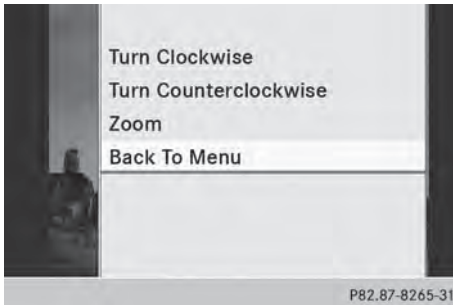 Turn Clockwise
Turn Counterclockwise
Zoom
Back To Menu
P82.87-8265-31